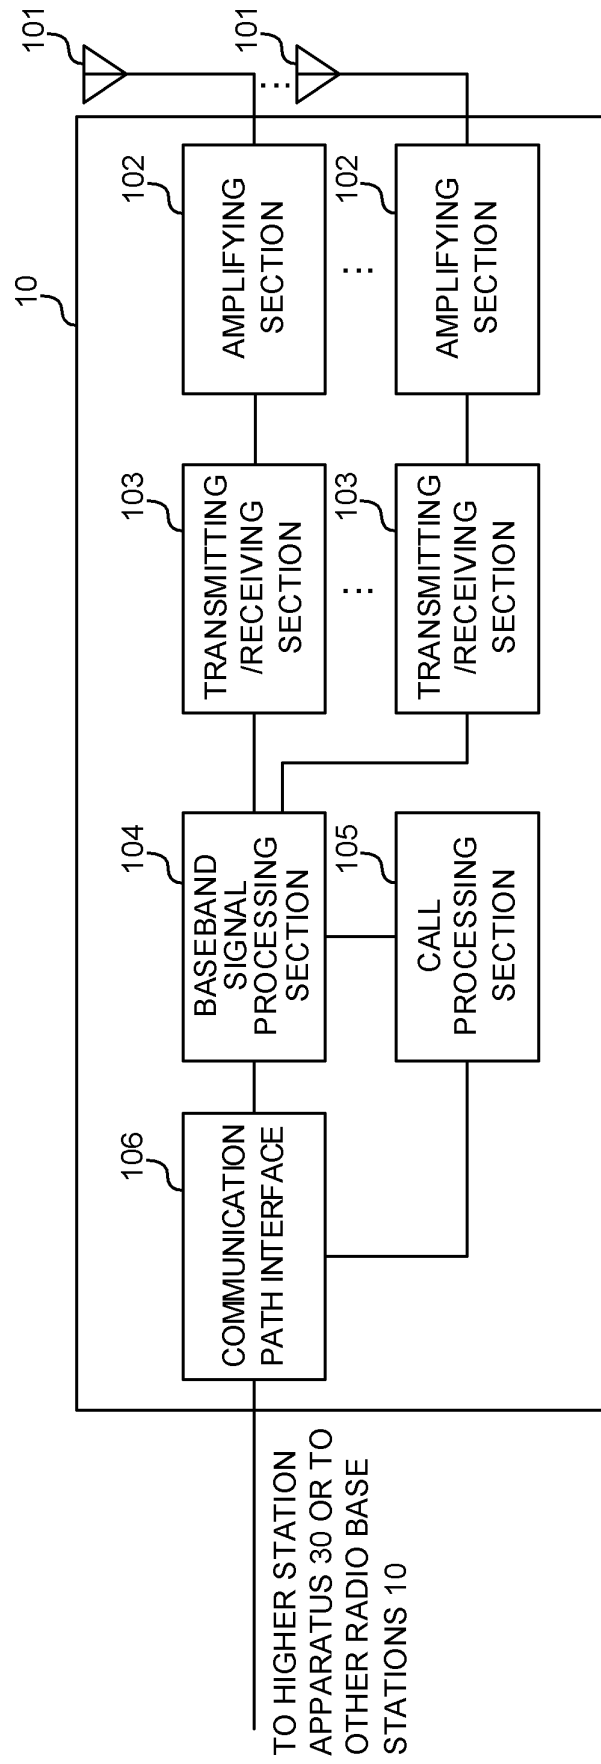 10
101
101
102
AMPLIFYING
SECTION
102
AMPLIFYING
SECTION
...
103
TRANSMITTING
/RECEIVING
SECTION
103
TRANSMITTING
/RECEIVING
SECTION
...
...
104
BASEBAND
SIGNAL
PROCESSING
SECTION
105
CALL
PROCESSING
SECTION
106
COMMUNICATION
PATH INTERFACE
TO HIGHER STATION
APPARATUS 30 OR TO
OTHER RADIO BASE
STATIONS 10